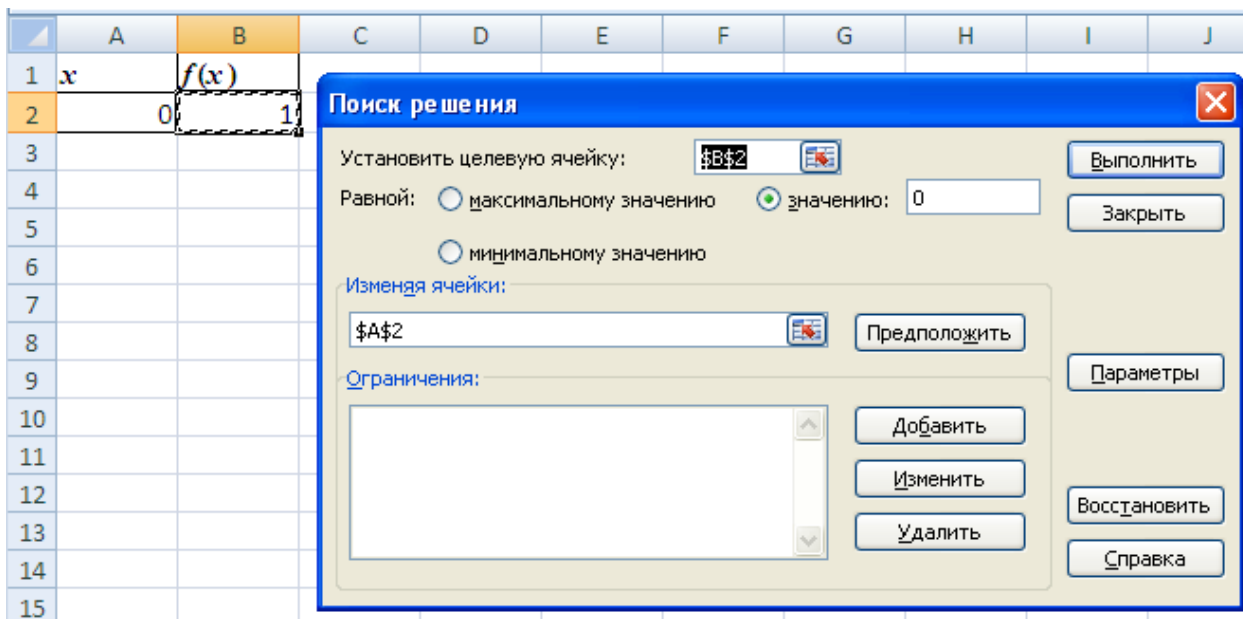 A B C D E F G H I J
1 x f(x)
2 0 1
Поиск решения
3
Установить целевую ячейку: $B$2 Выполнить
4
Равной: максимальному значению значению: 0 Закрыть
5
6
минимальному значению
7
Изменяя ячейки:
8
$A$2 Предположить
9
Ограничения: Параметры
10
Добавить
11
12
Изменить
Восстановить
13
Удалить
14
Справка
15